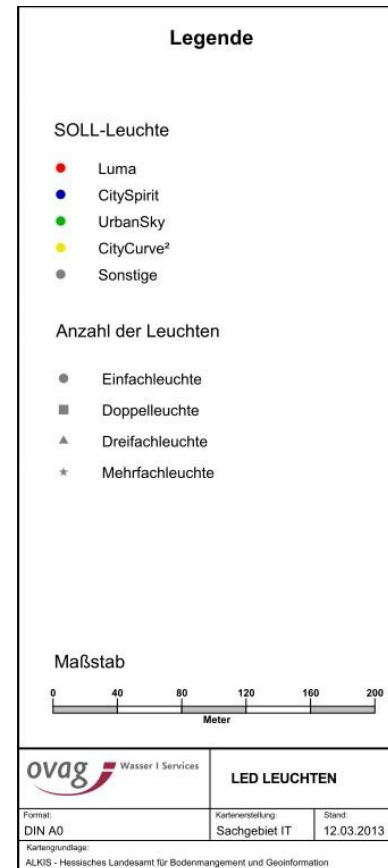 Legende
SOLL-Leuchte
Luma
CitySpirit
UrbanSky
CityCurve²
Sonstige
Anzahl der Leuchten
Einfachleuchte
Doppelleuchte
Dreifachleuchte
Mehrfachleuchte
Maßstab
0 40 80 120 160 200
Meter
ovag Wasser I Services
LED LEUCHTEN
Format: Kartenerstellung: Stand:
DIN A0 Sachgebiet IT 12.03.2013
Kartengrundlage:
ALKIS - Hessisches Landesamt für Bodenmangement und Geoinformation